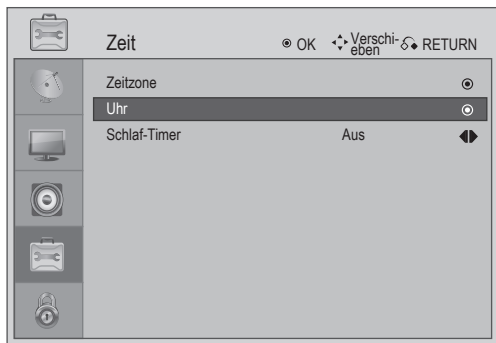 Zeit OK Verschi-
eben RETURN
Zeitzone
Uhr
Schlaf-Timer Aus